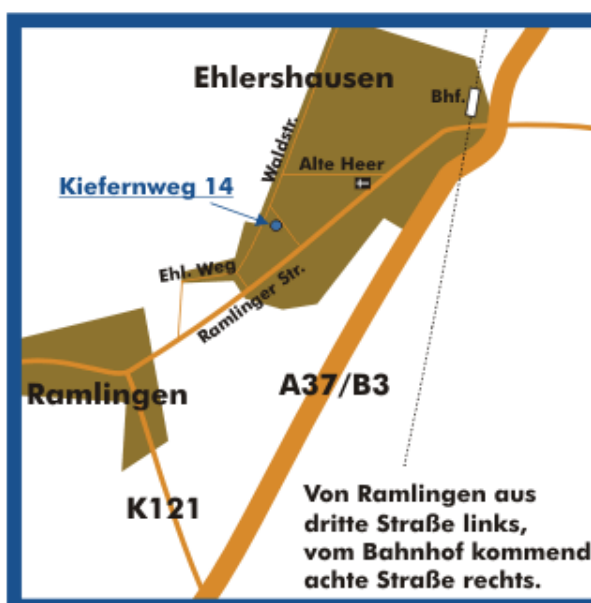 Ehlershausen
Bhf.
Waldstr.
Alte Heer
Kiefernweg 14
Ehl. Weg
Ramlinger Str.
A37/B3
Ramlingen
K121
Von Ramlingen aus
dritte Straße links,
vom Bahnhof kommend
achte Straße rechts.